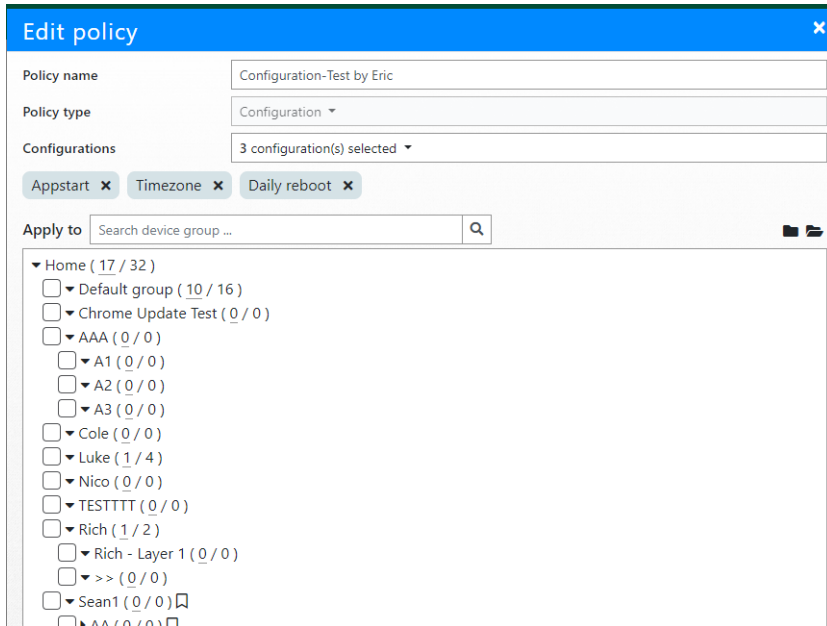 Edit policy
Policy name Configuration-Test by Eric
Policy type Configuration
Configurations 3 configuration(s) selected
Appstart × Timezone × Daily reboot ×
Apply to Search device group ...
Home ( 17 / 32 )
Default group ( 10 / 16 )
Chrome Update Test ( 0 / 0 )
AAA ( 0 / 0 )
A1 ( 0 / 0 )
A2 ( 0 / 0 )
A3 ( 0 / 0 )
Cole ( 0 / 0 )
Luke ( 1 / 4 )
Nico ( 0 / 0 )
TESTTTT ( 0 / 0 )
Rich ( 1 / 2 )
Rich - Layer 1 ( 0 / 0 )
>> ( 0 / 0 )
Sean1 ( 0 / 0 )
AA ( 0 / 0 )